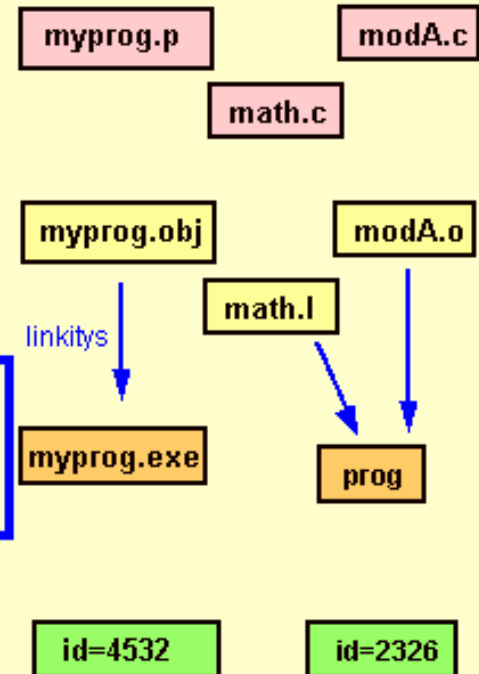 myprog.p
modA.c
math.c
myprog.obj
modA.o
math.l
linkitys
myprog.exe
prog
id=4532
id=2326